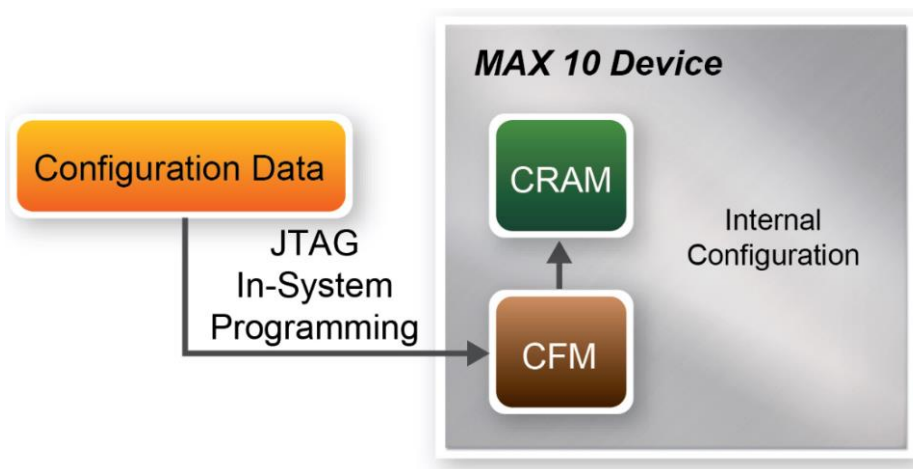 MAX 10 Device
Configuration Data
CRAM
Internal
Configuration
JTAG
In-System
Programming
CFM